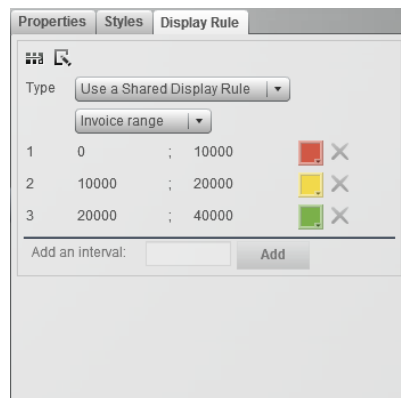 Properties Styles Display Rule
Type Use a Shared Display Rule
Invoice range
1 0 ; 10000
2 10000 ; 20000
3 20000 ; 40000
Add an interval: Add